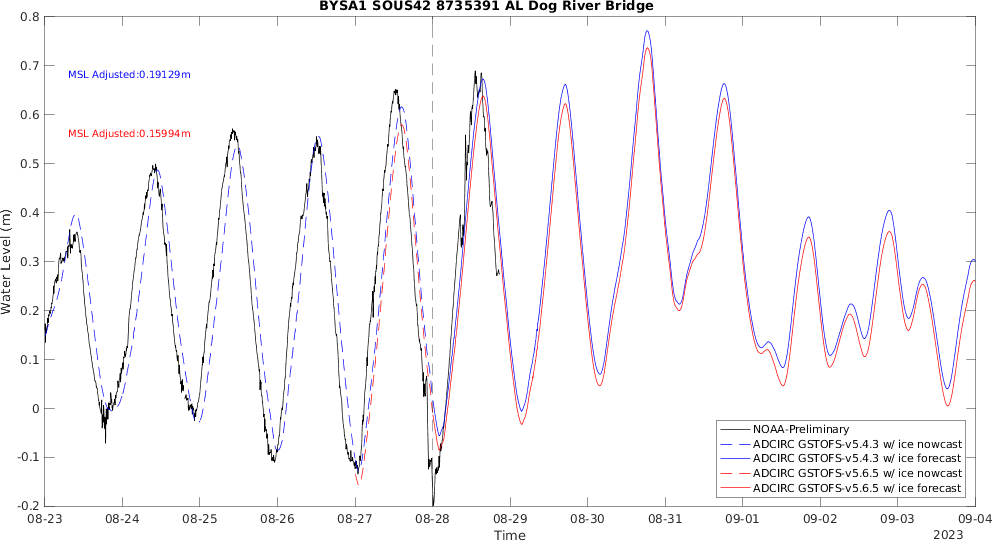 BYSA1 SOUS42 8735391 AL Dog River Bridge
0.8
0.7
0.6
0.5
0.4
0.3
0.2
0.1
0
-0.1
-0.2
Water Level (m)
MSL Adjusted:0.19129m
MSL Adjusted:0.15994m
NOAA-Preliminary
ADCIRC GSTOFS-v5.4.3 w/ ice nowcast
ADCIRC GSTOFS-v5.4.3 w/ ice forecast
ADCIRC GSTOFS-v5.6.5 w/ ice nowcast
ADCIRC GSTOFS-v5.6.5 w/ ice forecast
08-23 08-24 08-25 08-26 08-27 08-28 08-29 08-30 08-31 09-01 09-02 09-03 09-04
Time
2023